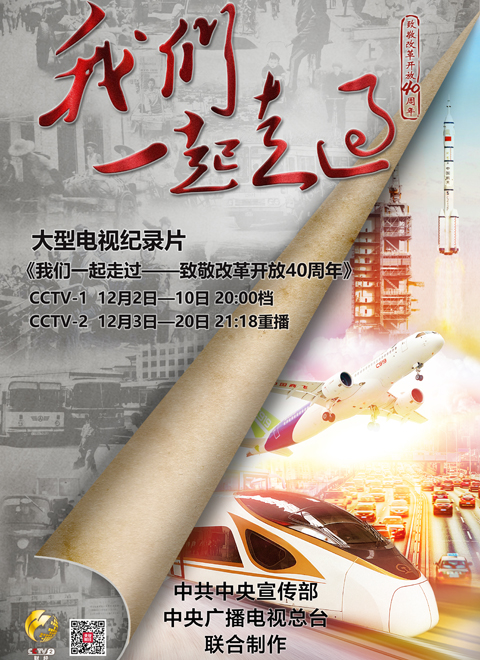 我们
一起走过
致敬改革开放40周年
大型电视纪录片
《我们一起走过——致敬改革开放40周年》
CCTV-1 12月2日—10日 20:00档
CCTV-2 12月3日—20日 21:18重播
C919
中共中央宣传部
中央广播电视总台
联合制作
CCTV
财经